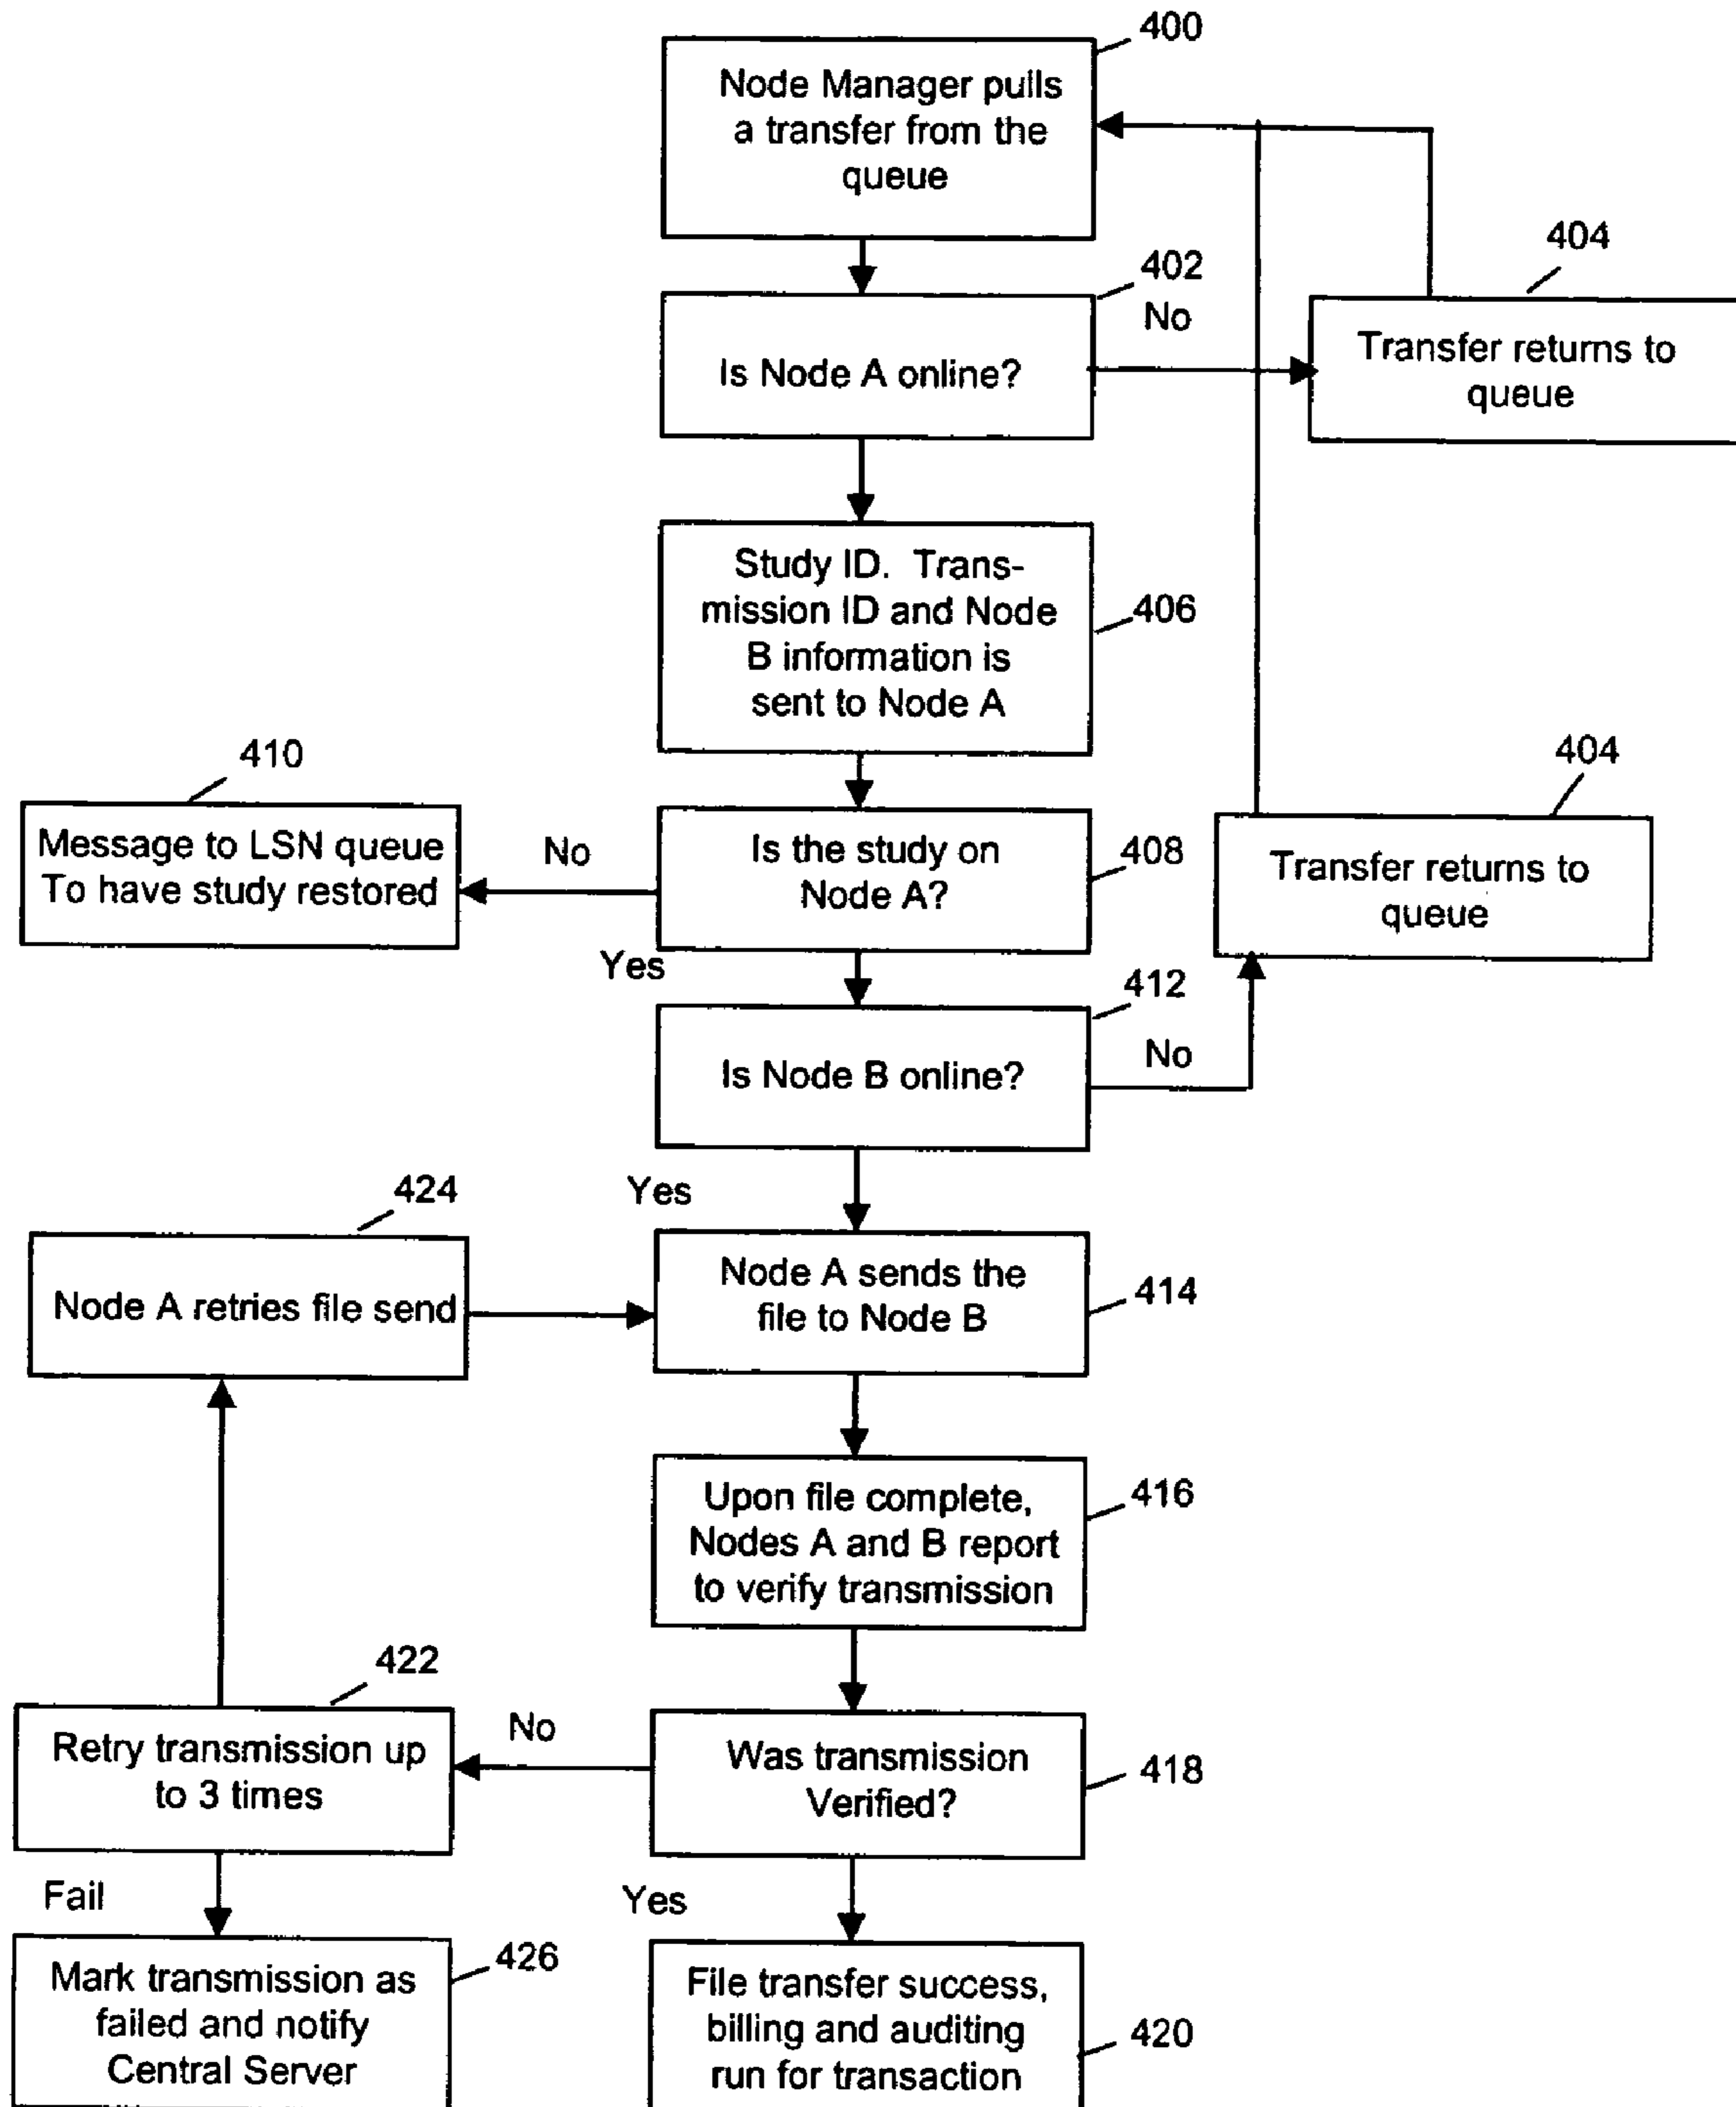 400
Node Manager pulls
a transfer from the
queue
402
404
No
Is Node A online?
Transfer returns to
queue
Study ID.  Trans-
mission ID and Node
B information is
sent to Node A
406
410
404
Message to LSN queue
To have study restored
No
Is the study on
Node A?
408
Transfer returns to
queue
Yes
412
Is Node B online?
No
424
Yes
Node A retries file send
Node A sends the
file to Node B
414
Upon file complete,
Nodes A and B report
to verify transmission
416
422
Retry transmission up
to 3 times
No
Was transmission
Verified?
418
Fail
Yes
Mark transmission as
failed and notify
Central Server
426
File transfer success,
billing and auditing
run for transaction
420